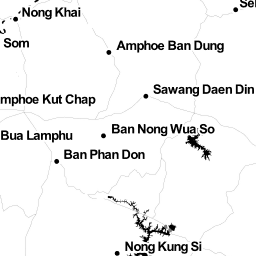 Nong Khai
Se
Som
Amphoe Ban Dung
Sawang Daen Din
mphoe Kut Chap
Ban Nong Wua So
Bua Lamphu
Ban Phan Don
Nong Kung Si